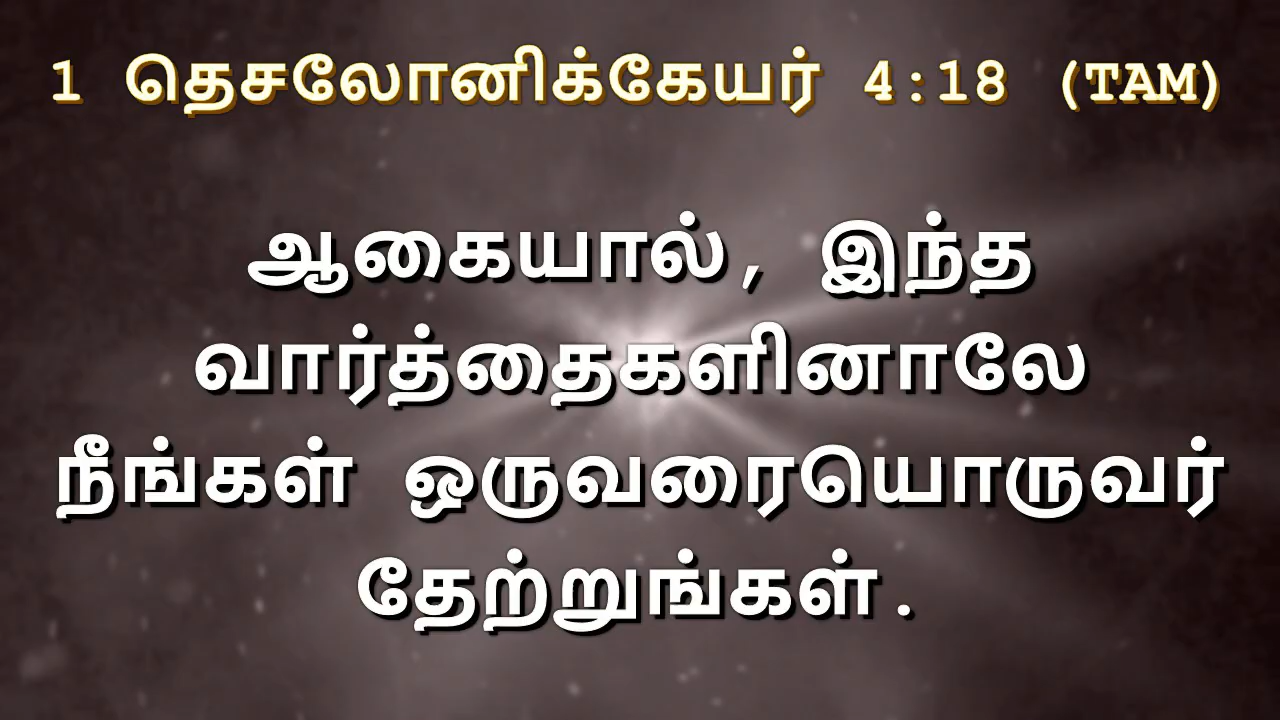 1 தெசலோனிக்கேயர் 4:18 (TAM)
ஆகையால், இந்த
வார்த்தைகளினாலே
நீங்கள் ஒருவரையொருவர்
தேற்றுங்கள்.